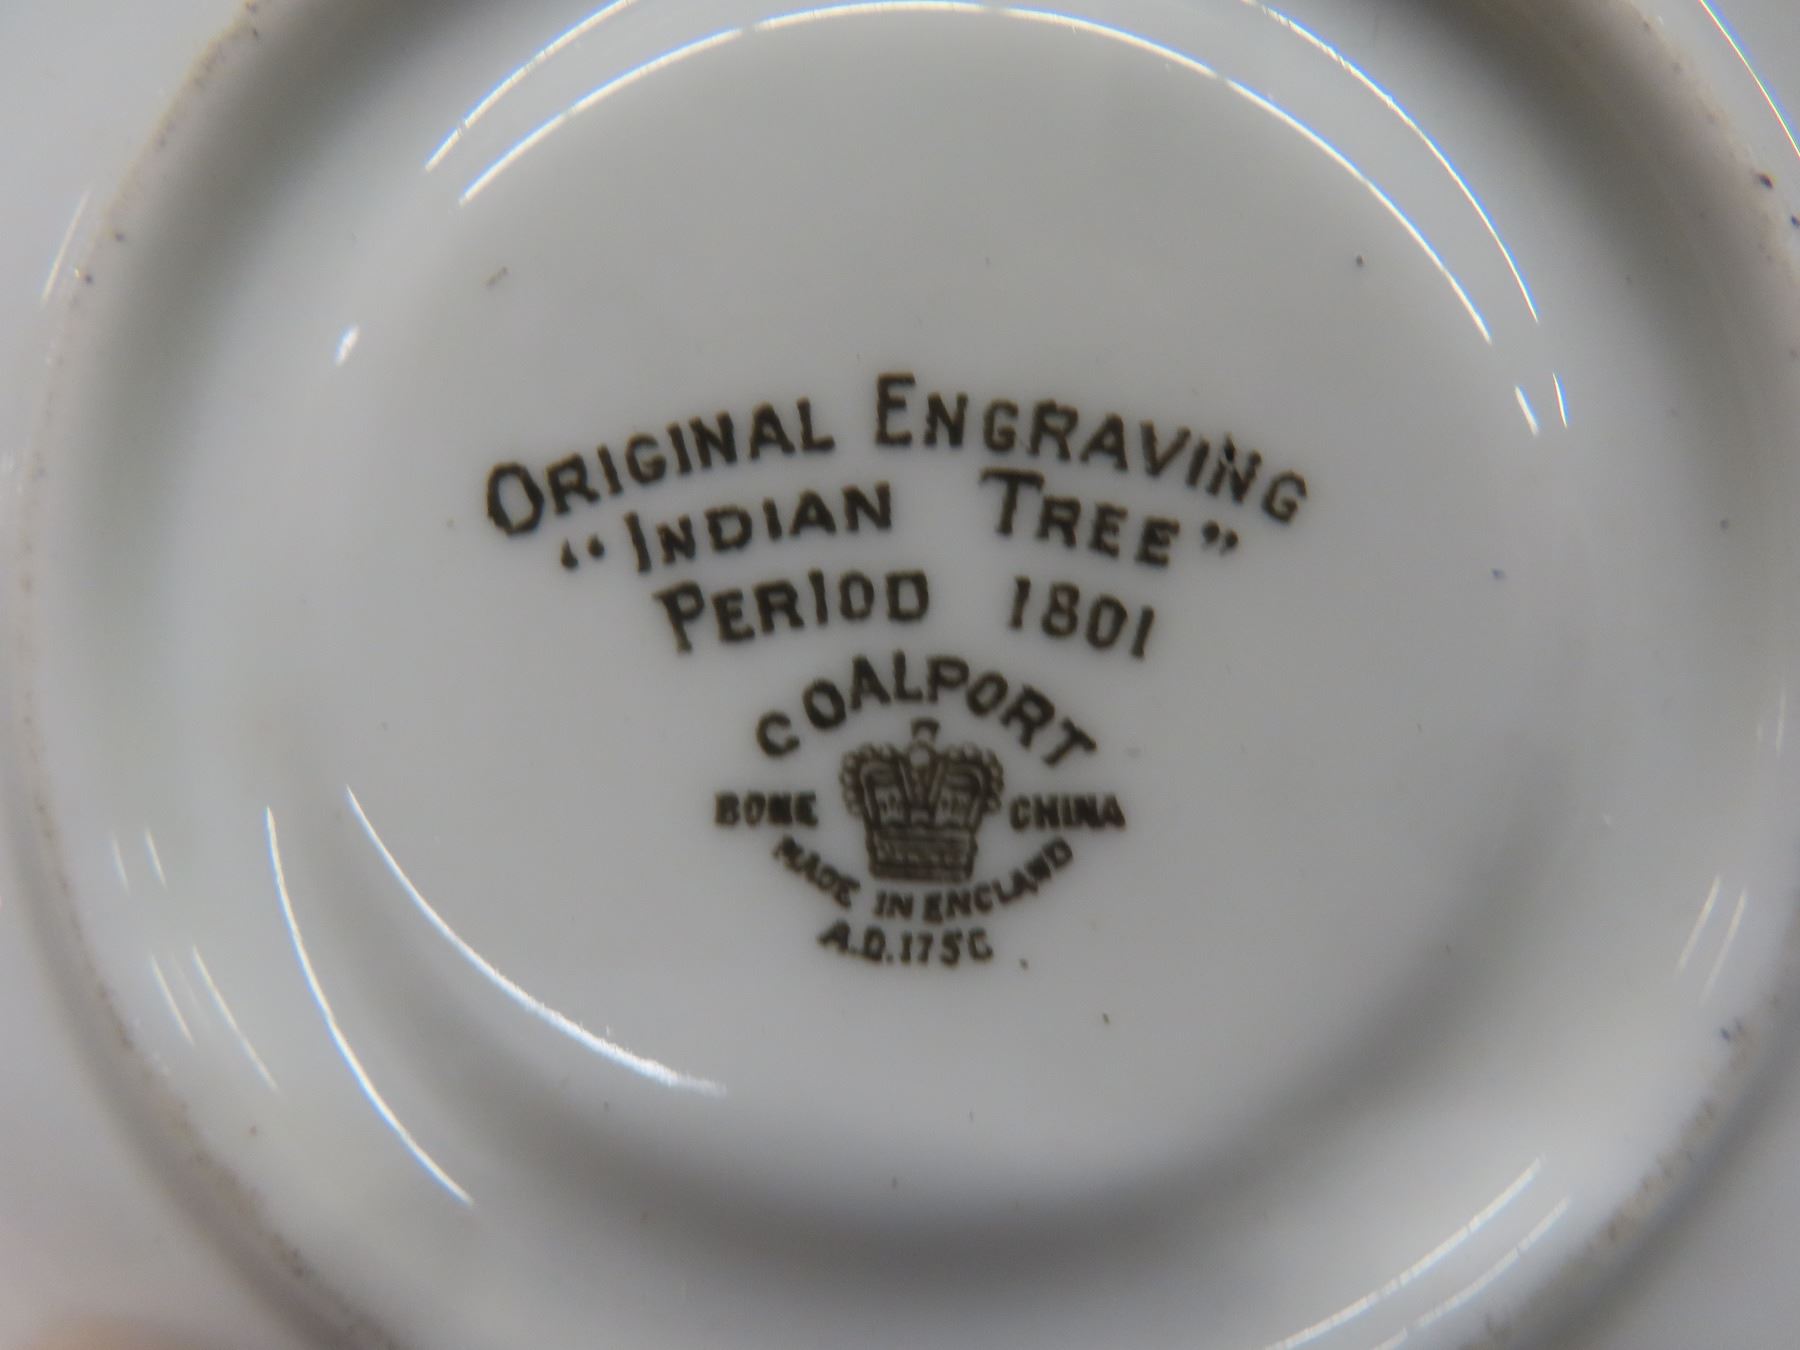 ORIGINAL ENGRAVING
"INDIAN TREE"
PERIOD 1801
COALPORT
BONE CHINA
MADE IN ENGLAND
A.D.1750